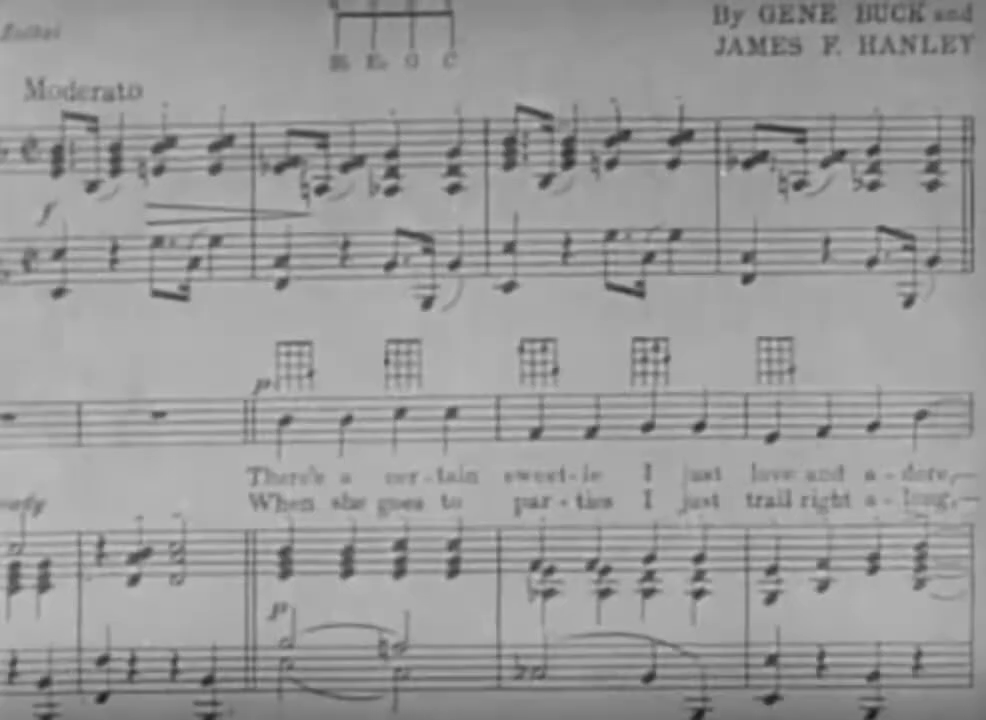 By GENE BUCK and
JAMES F. HANLEY
Moderato
f
p
There's a cer-tain sweet-ie I just love and a-dore,
When she goes to par-ties I just trail right a-long,
p